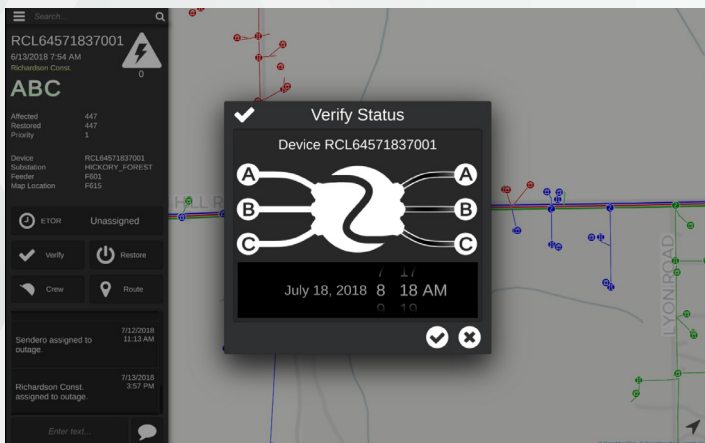 Search...
RCL64571837001
6/13/2018 7:54 AM
Richardson Const.
0
ABC
Affected 447
Restored 447
Priority 1
Device RCL64571837001
Substation HICKORY_FOREST
Feeder F601
Map Location F615
ETOR Unassigned
Verify Restore
Crew Route
7/12/2018
Sendero assigned to 11:13 AM
outage.
7/13/2018
Richardson Const. 3:57 PM
assigned to outage.
Enter text...
Verify Status
Device RCL64571837001
A A
B B
C C
7 17
July 18, 2018 8 18 AM
9 19
HILL R
LYON ROAD